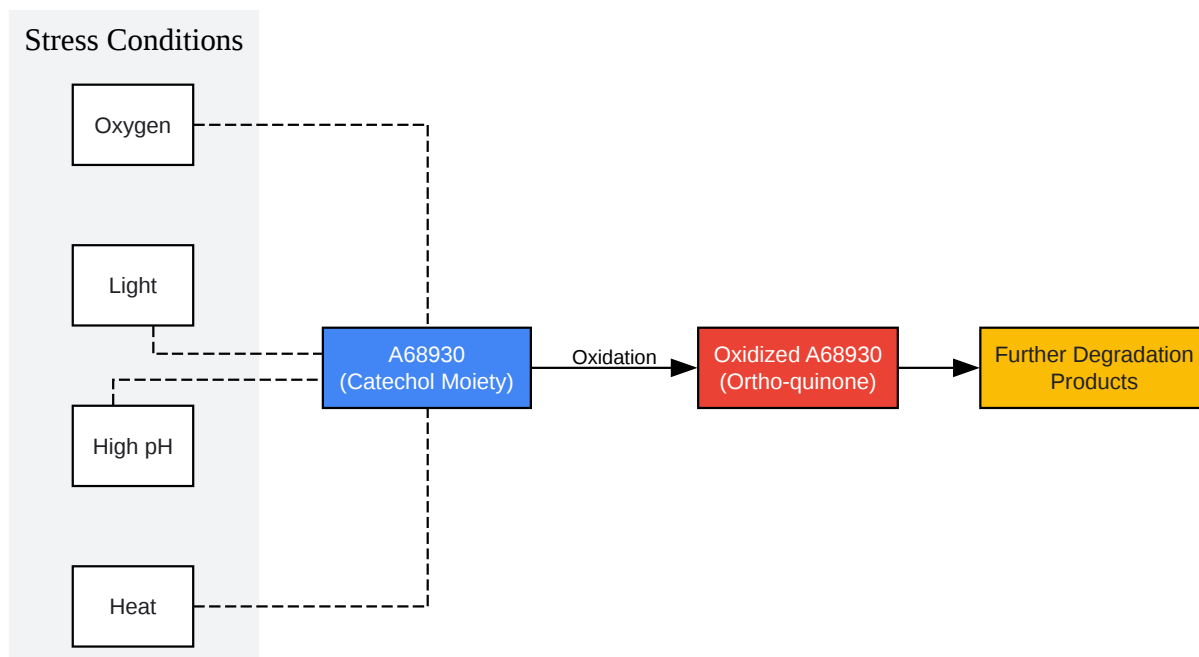 Stress Conditions
Oxygen
Light
High pH
Heat
A68930
(Catechol Moiety)
Oxidation
Oxidized A68930
(Ortho-quinone)
Further Degradation
Products